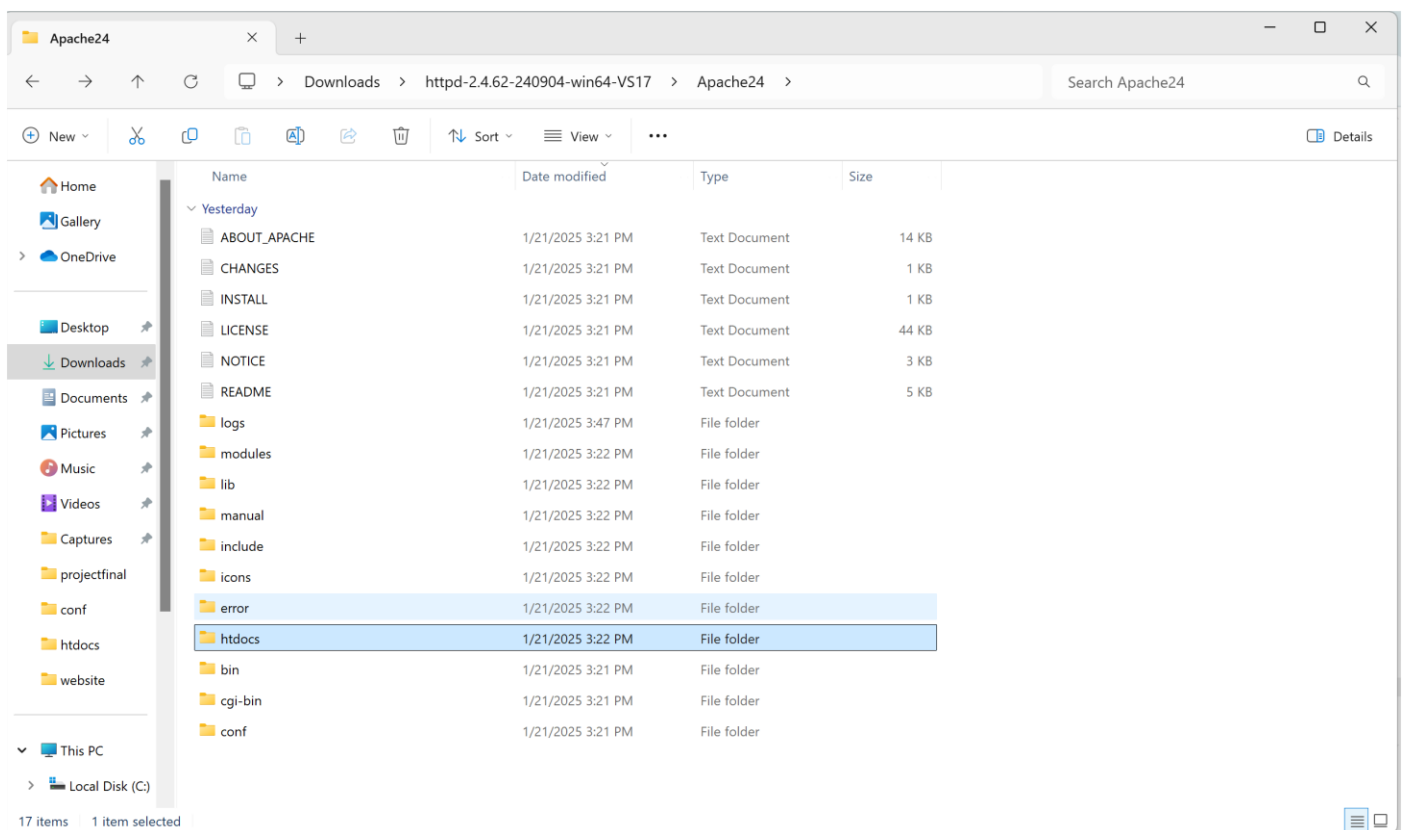 Apache24
Downloads > httpd-2.4.62-240904-win64-VS17 > Apache24 >
Search Apache24
New
Sort
View
Details
Home
Gallery
OneDrive
Desktop
Downloads
Documents
Pictures
Music
Videos
Captures
projectfinal
conf
htdocs
website
This PC
Local Disk (C:)
Name Date modified Type Size
Yesterday
ABOUT_APACHE 1/21/2025 3:21 PM Text Document 14 KB
CHANGES 1/21/2025 3:21 PM Text Document 1 KB
INSTALL 1/21/2025 3:21 PM Text Document 1 KB
LICENSE 1/21/2025 3:21 PM Text Document 44 KB
NOTICE 1/21/2025 3:21 PM Text Document 3 KB
README 1/21/2025 3:21 PM Text Document 5 KB
logs 1/21/2025 3:47 PM File folder
modules 1/21/2025 3:22 PM File folder
lib 1/21/2025 3:22 PM File folder
manual 1/21/2025 3:22 PM File folder
include 1/21/2025 3:22 PM File folder
icons 1/21/2025 3:22 PM File folder
error 1/21/2025 3:22 PM File folder
htdocs 1/21/2025 3:22 PM File folder
bin 1/21/2025 3:21 PM File folder
cgi-bin 1/21/2025 3:21 PM File folder
conf 1/21/2025 3:21 PM File folder
17 items 1 item selected